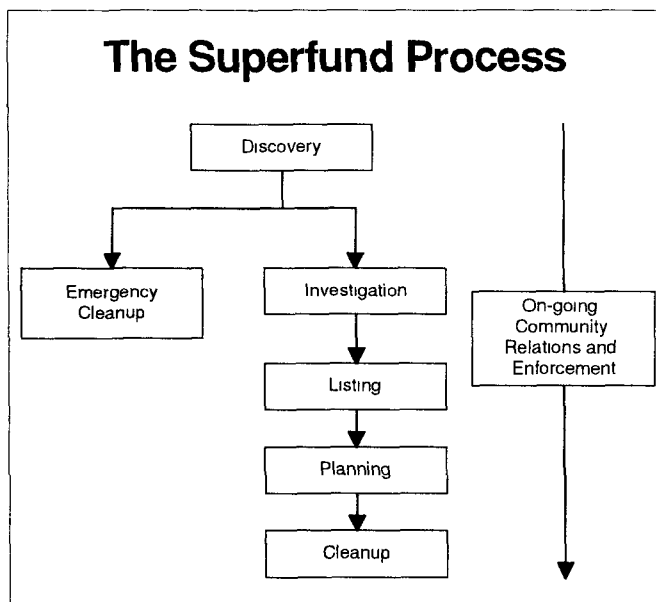 The Superfund Process
Discovery
Emergency
Cleanup
Investigation
On-going
Community
Relations and
Enforcement
Listing
Planning
Cleanup